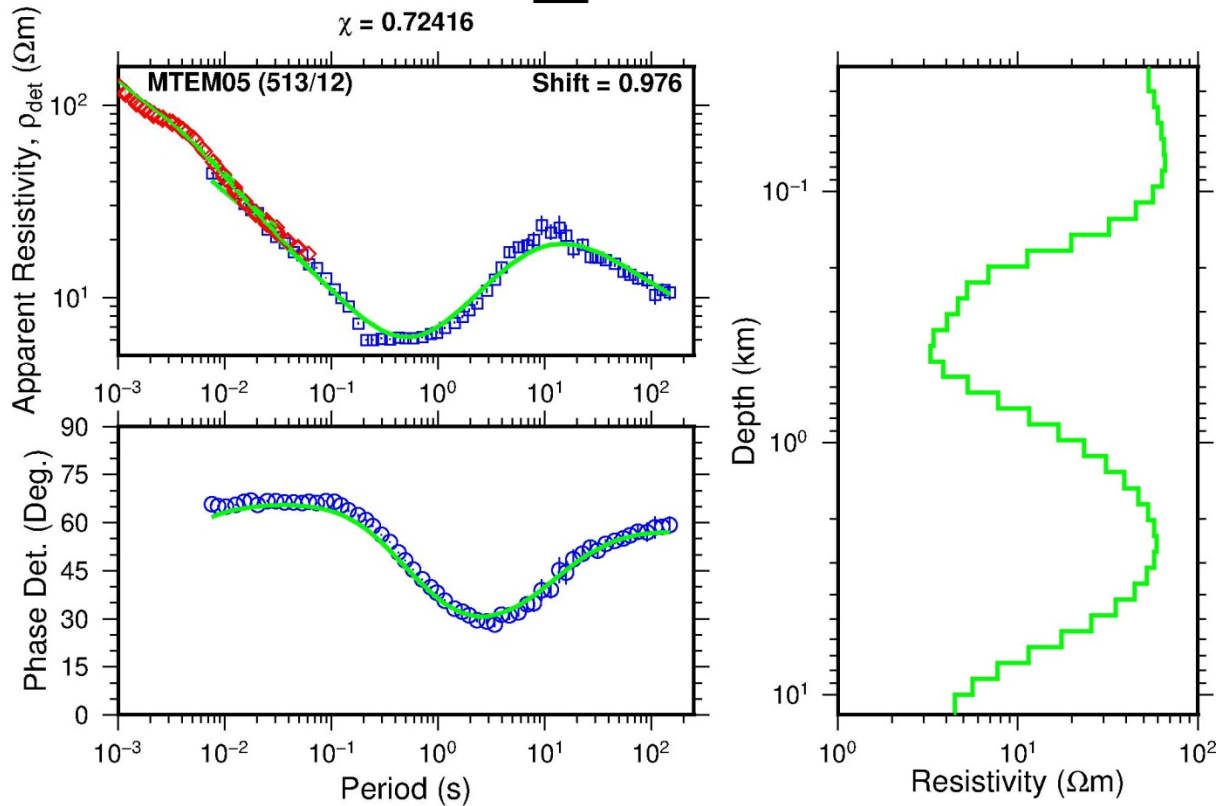 χ = 0.72416
MTEM05 (513/12)
Shift = 0.976
Apparent Resistivity, ρdet (Ωm)
10²
10¹
10⁻³ 10⁻² 10⁻¹ 10⁰ 10¹ 10²
Phase Det. (Deg.)
90
75
60
45
30
15
0
10⁻³ 10⁻² 10⁻¹ 10⁰ 10¹ 10²
Period (s)
Depth (km)
10⁻¹
10⁰
10¹
10⁰ 10¹ 10²
Resistivity (Ωm)